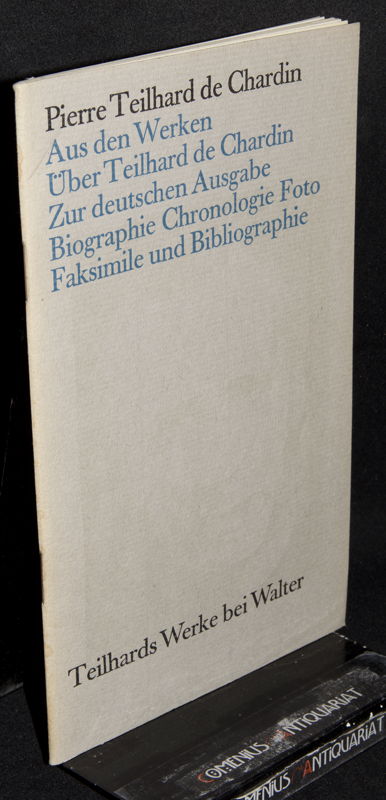 Pierre Teilhard de Chardin
Aus den Werken
Über Teilhard de Chardin
Zur deutschen Ausgabe
Biographie Chronologie Foto
Faksimile und Bibliographie
Teilhards Werke bei Walter
COMENIUS ANTIQUARIAT
COMENIUS ANTIQUARIAT